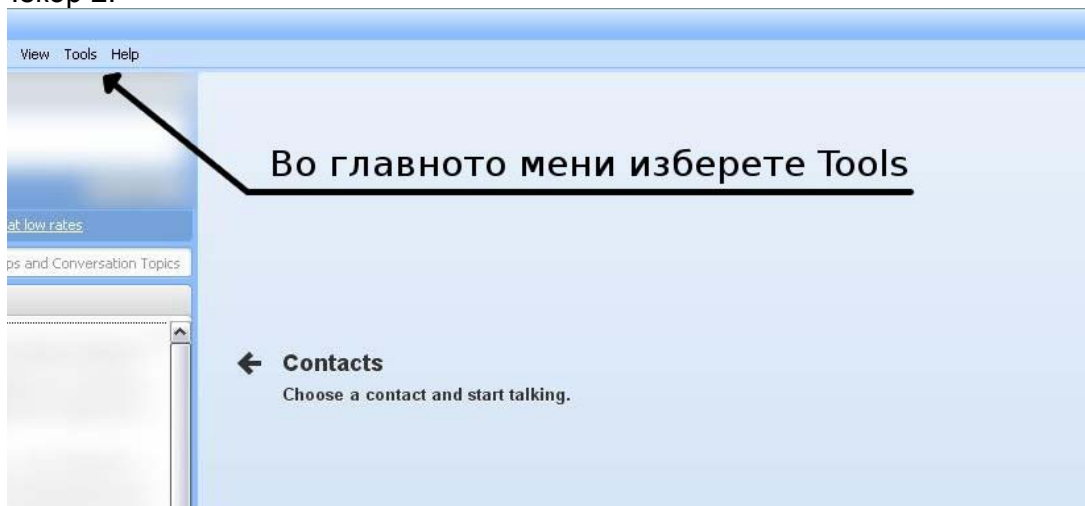 View Tools Help
Во главното мени изберете Tools
at low rates
and Conversation Topics
Contacts
Choose a contact and start talking.